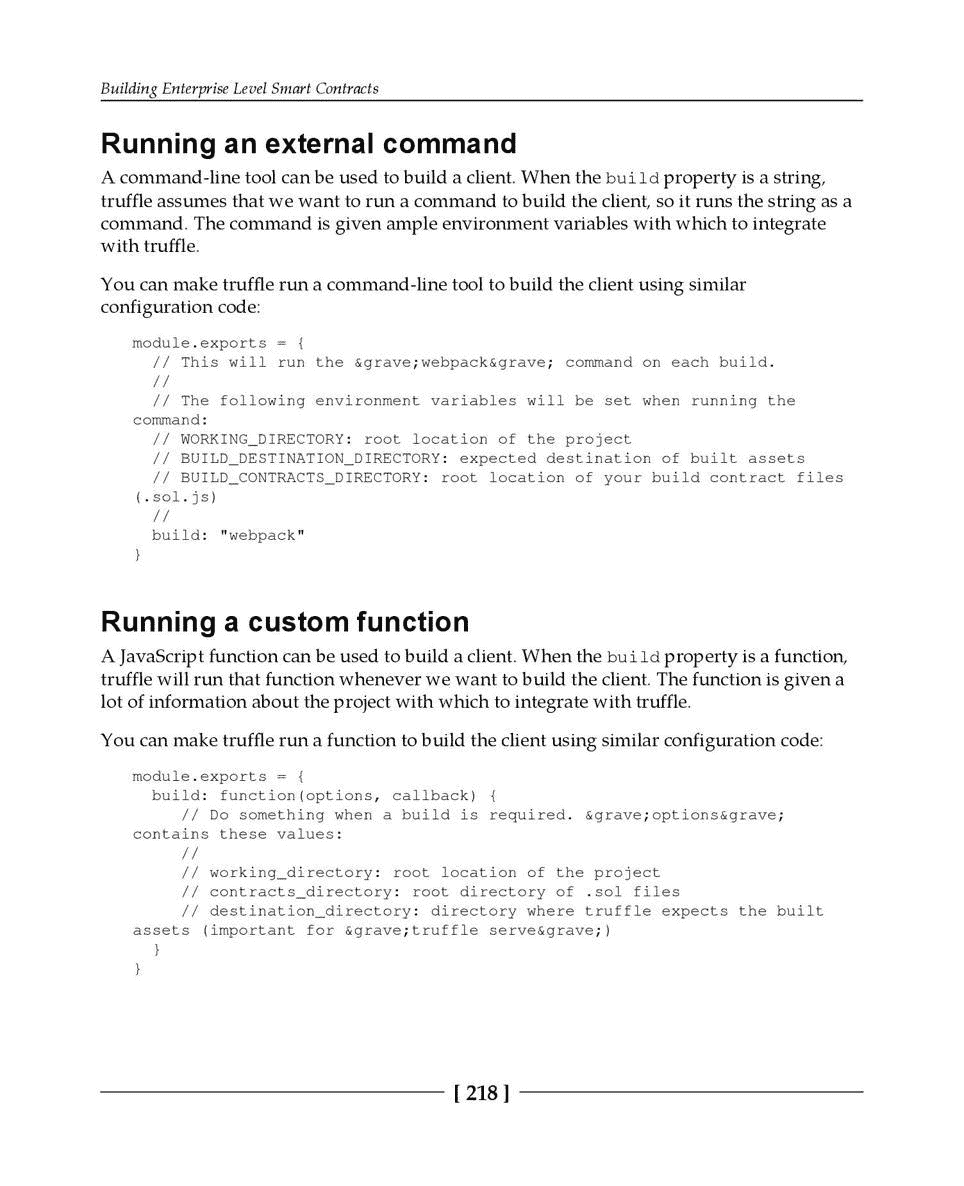 Building Enterprise Level Smart Contracts
Running an external command
A command-line tool can be used to build a client. When the build property is a string,
truffle assumes that we want to run a command to build the client, so it runs the string as a
command. The command is given ample environment variables with which to integrate
with truffle.
You can make truffle run a command-line tool to build the client using similar
configuration code:
module.exports = {
  // This will run the &grave;webpack&grave; command on each build.
  //
  // The following environment variables will be set when running the
command:
  // WORKING_DIRECTORY: root location of the project
  // BUILD_DESTINATION_DIRECTORY: expected destination of built assets
  // BUILD_CONTRACTS_DIRECTORY: root location of your build contract files
(.sol.js)
  //
  build: "webpack"
}
Running a custom function
A JavaScript function can be used to build a client. When the build property is a function,
truffle will run that function whenever we want to build the client. The function is given a
lot of information about the project with which to integrate with truffle.
You can make truffle run a function to build the client using similar configuration code:
module.exports = {
  build: function(options, callback) {
     // Do something when a build is required. &grave;options&grave;
contains these values:
     //
     // working_directory: root location of the project
     // contracts_directory: root directory of .sol files
     // destination_directory: directory where truffle expects the built
assets (important for &grave;truffle serve&grave;)
  }
}
[ 218 ]